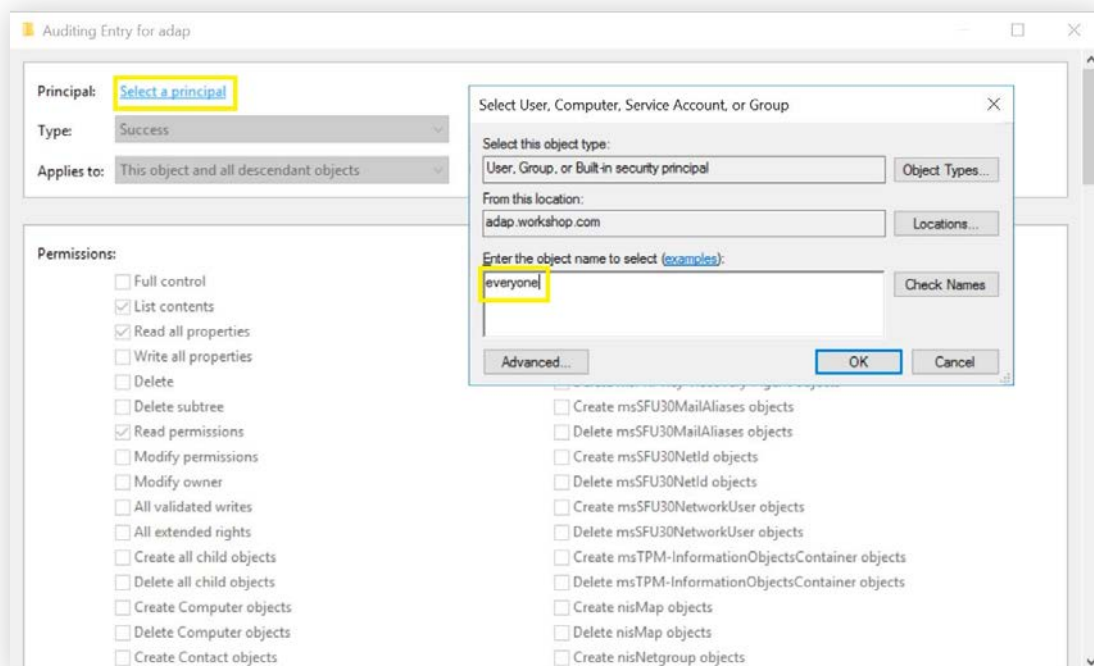 Auditing Entry for adap
Principal: Select a principal
Type: Success
Applies to: This object and all descendant objects
Select User, Computer, Service Account, or Group
Select this object type:
User, Group, or Built-in security principal
Object Types...
From this location:
adap.workshop.com
Locations...
Enter the object name to select (examples):
everyone
Check Names
Advanced...
OK
Cancel
Permissions:
Full control
List contents
Read all properties
Write all properties
Delete
Delete subtree
Read permissions
Modify permissions
Modify owner
All validated writes
All extended rights
Create all child objects
Delete all child objects
Create Computer objects
Delete Computer objects
Create Contact objects
Create msSFU30MailAliases objects
Delete msSFU30MailAliases objects
Create msSFU30NetId objects
Delete msSFU30NetId objects
Create msSFU30NetworkUser objects
Delete msSFU30NetworkUser objects
Create msTPM-InformationObjectsContainer objects
Delete msTPM-InformationObjectsContainer objects
Create nisMap objects
Delete nisMap objects
Create nisNetgroup objects